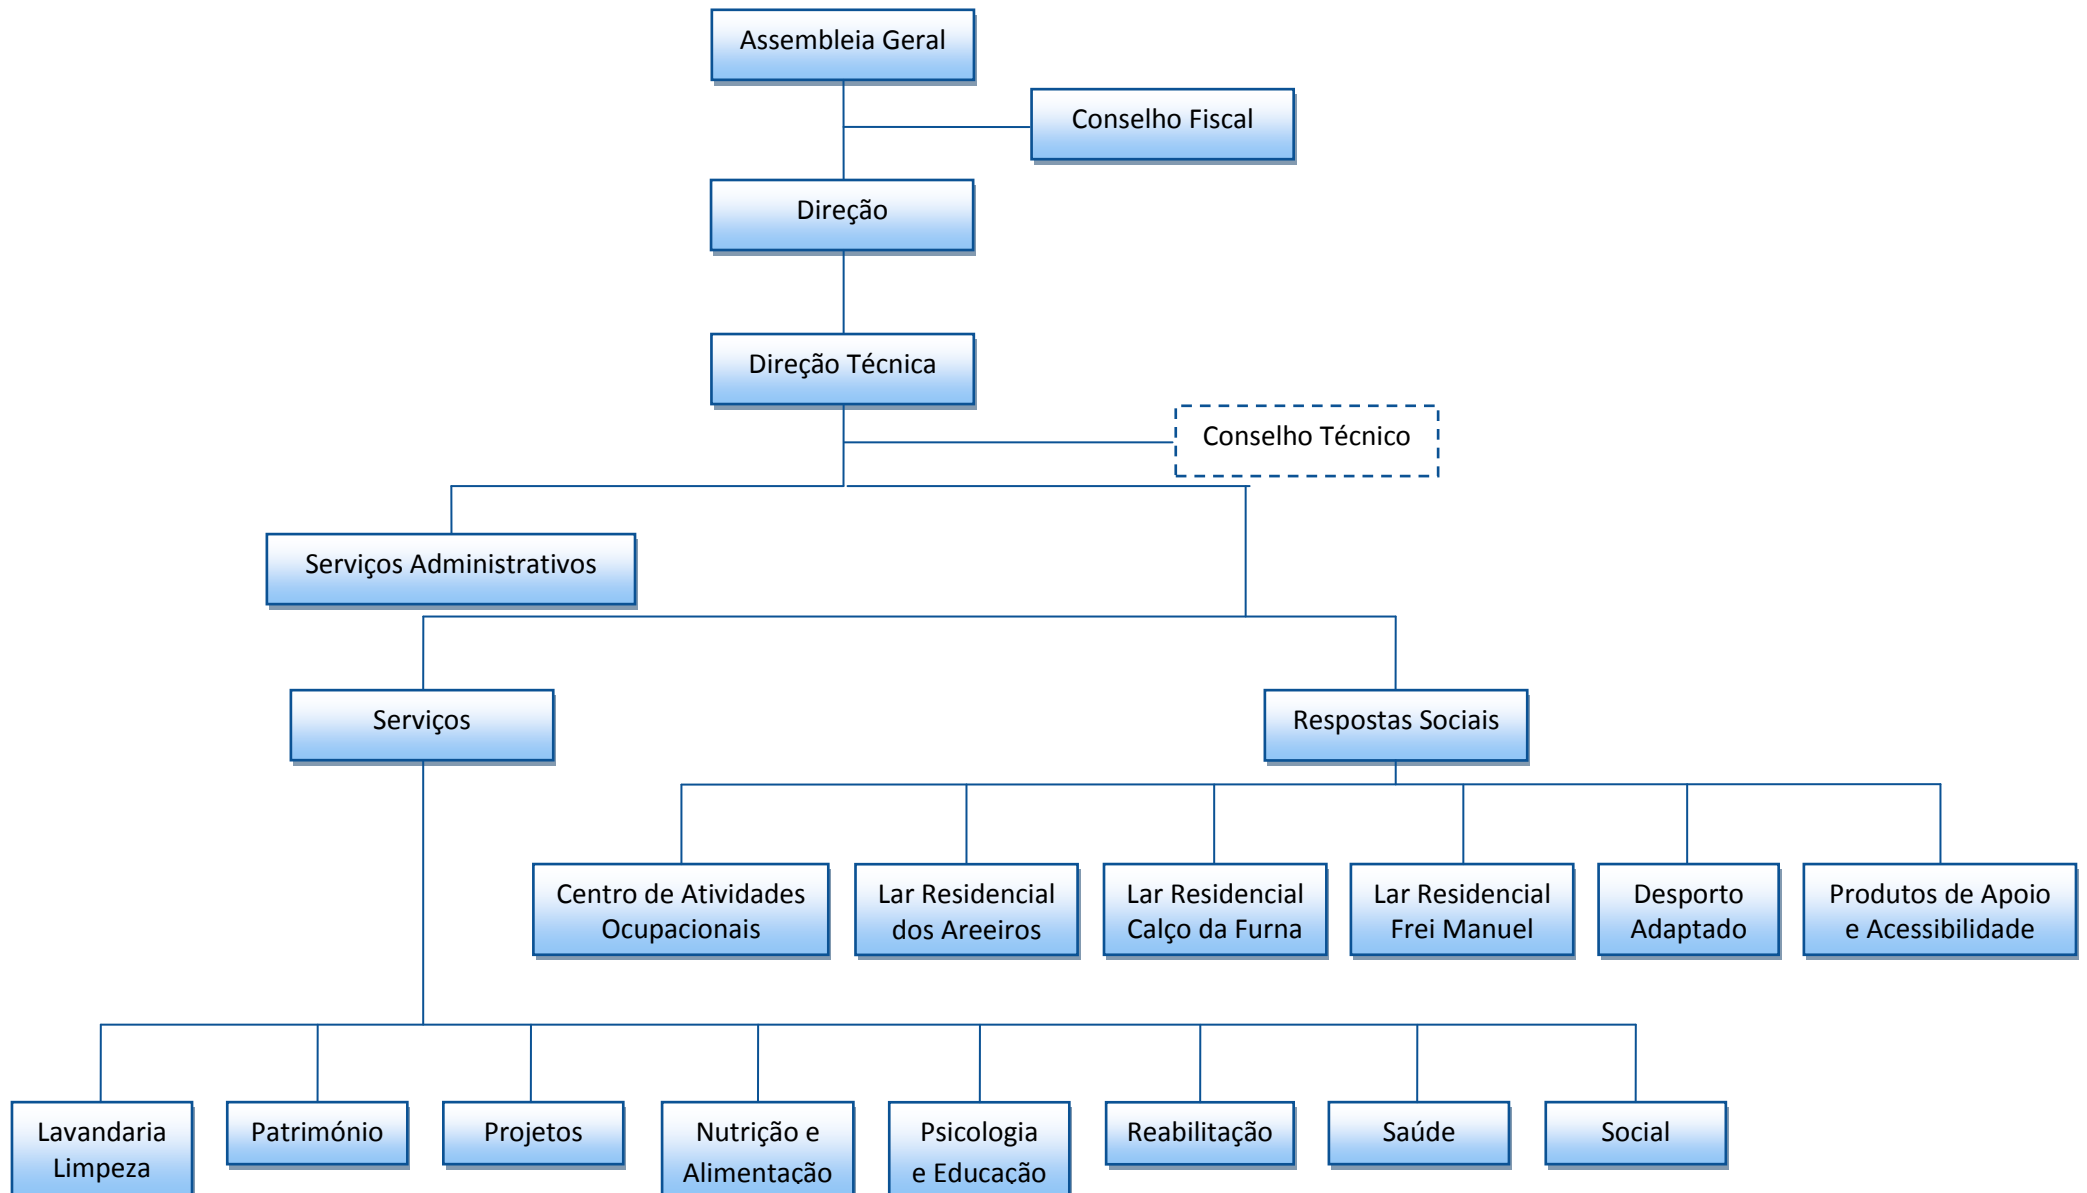 Assembleia Geral
Conselho Fiscal
Direção
Direção Técnica
Conselho Técnico
Serviços Administrativos
Serviços
Respostas Sociais
Centro de Atividades
Ocupacionais
Lar Residencial
dos Areeiros
Lar Residencial
Calço da Furna
Lar Residencial
Frei Manuel
Desporto
Adaptado
Produtos de Apoio
e Acessibilidade
Lavandaria
Limpeza
Património
Projetos
Nutrição e
Alimentação
Psicologia
e Educação
Reabilitação
Saúde
Social